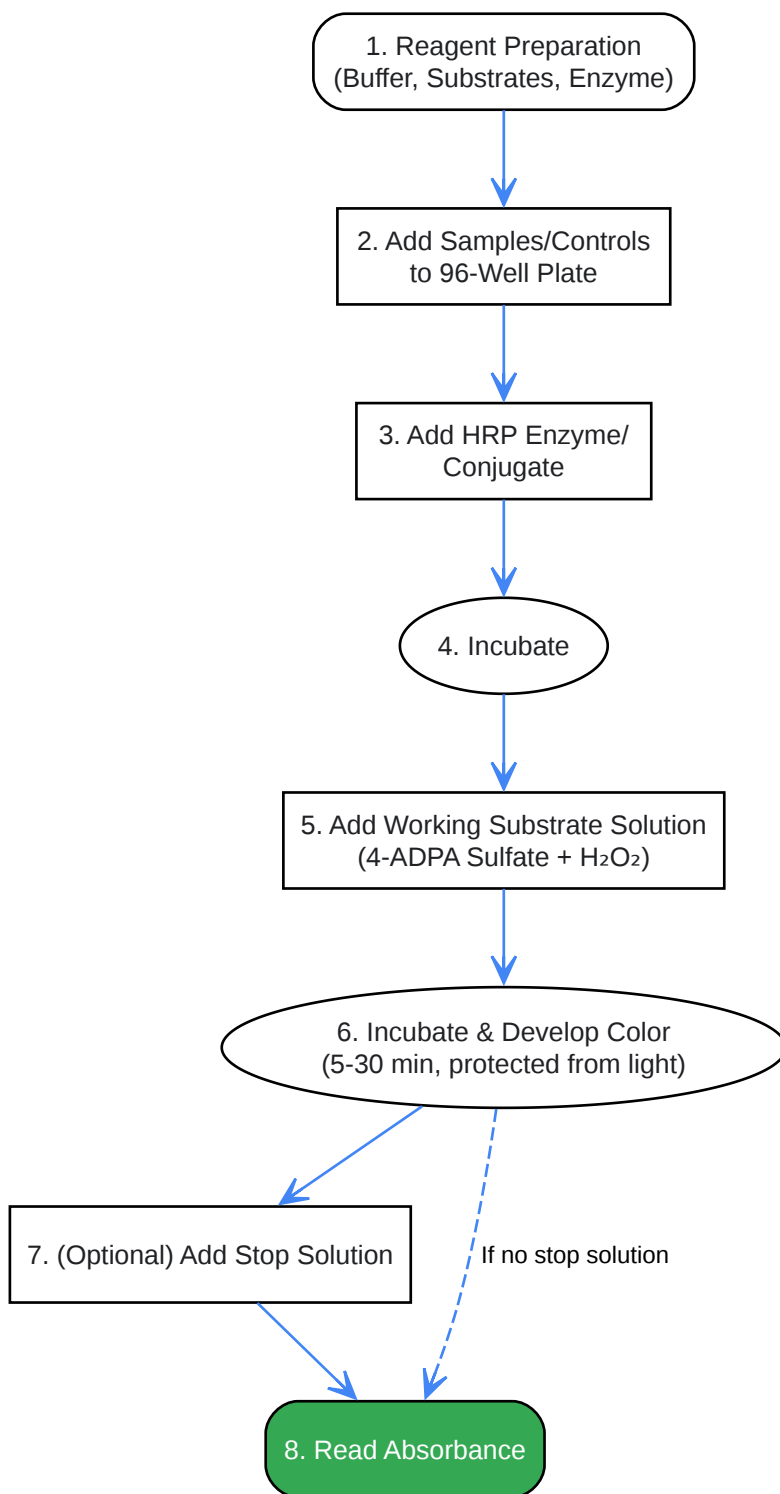 1. Reagent Preparation
(Buffer, Substrates, Enzyme)
2. Add Samples/Controls
to 96-Well Plate
3. Add HRP Enzyme/
Conjugate
4. Incubate
5. Add Working Substrate Solution
(4-ADPA Sulfate + H₂O₂)
6. Incubate & Develop Color
(5-30 min, protected from light)
7. (Optional) Add Stop Solution
If no stop solution
8. Read Absorbance